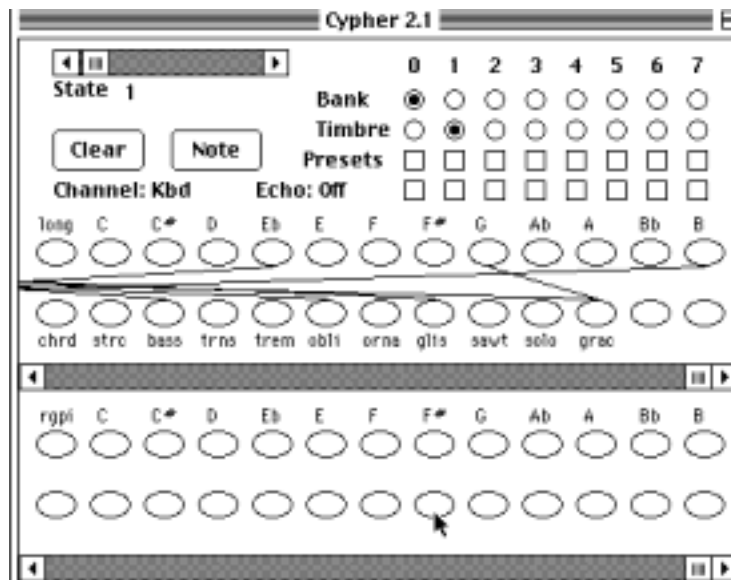 Cypher 2.1
0 1 2 3 4 5 6 7
State 1
Bank
Timbre
Clear Note
Presets
Channel: Kbd Echo: Off
long C C# D Eb E F F# G Ab A Bb B
chrd strc bass trns trem obli orna glis sawt solo grac
rgpi C C# D Eb E F F# G Ab A Bb B